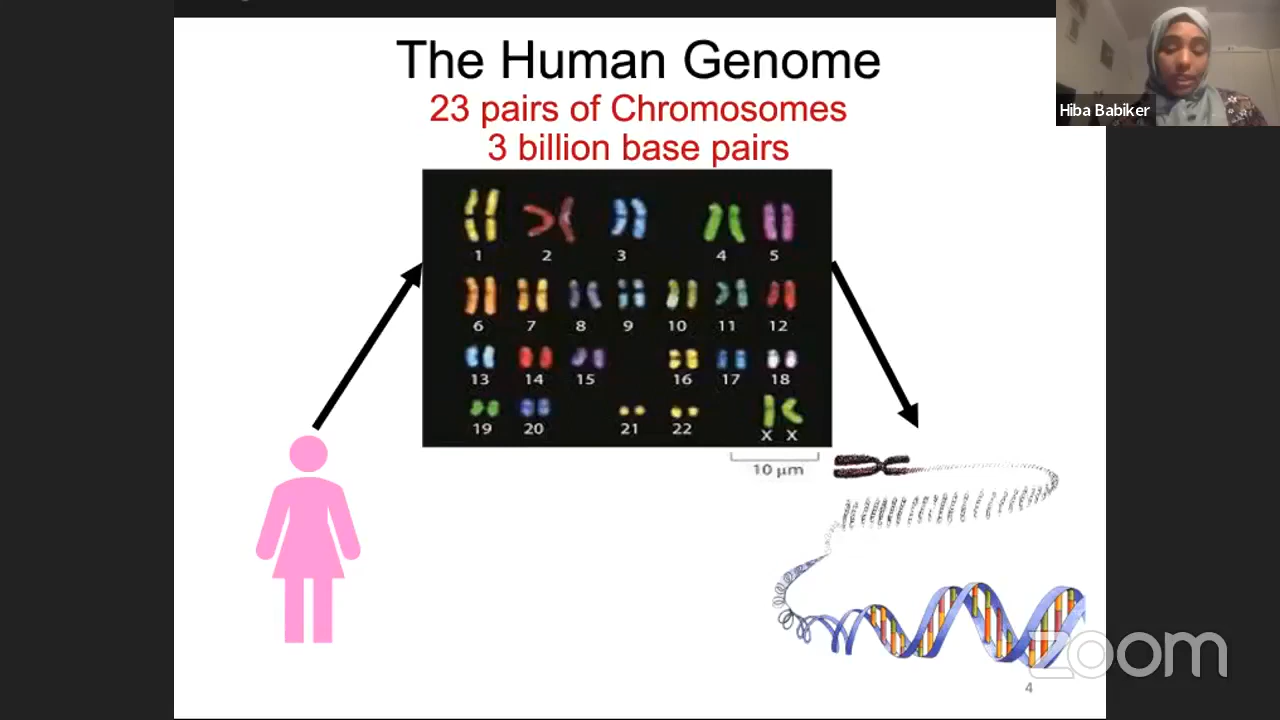 The Human Genome
23 pairs of Chromosomes
3 billion base pairs
Hiba Babiker
1 2 3 4 5
6 7 8 9 10 11 12
13 14 15 16 17 18
19 20 21 22 X X
10 µm
zoom
4